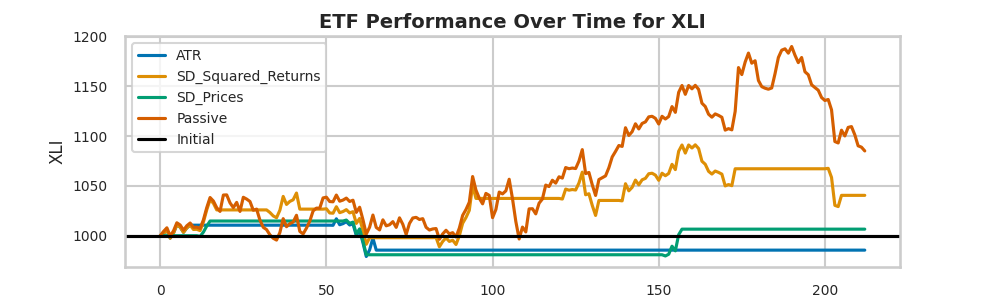 ETF Performance Over Time for XLI
1200
1150
1100
1050
1000
XLI
ATR
SD_Squared_Returns
SD_Prices
Passive
Initial
0 50 100 150 200